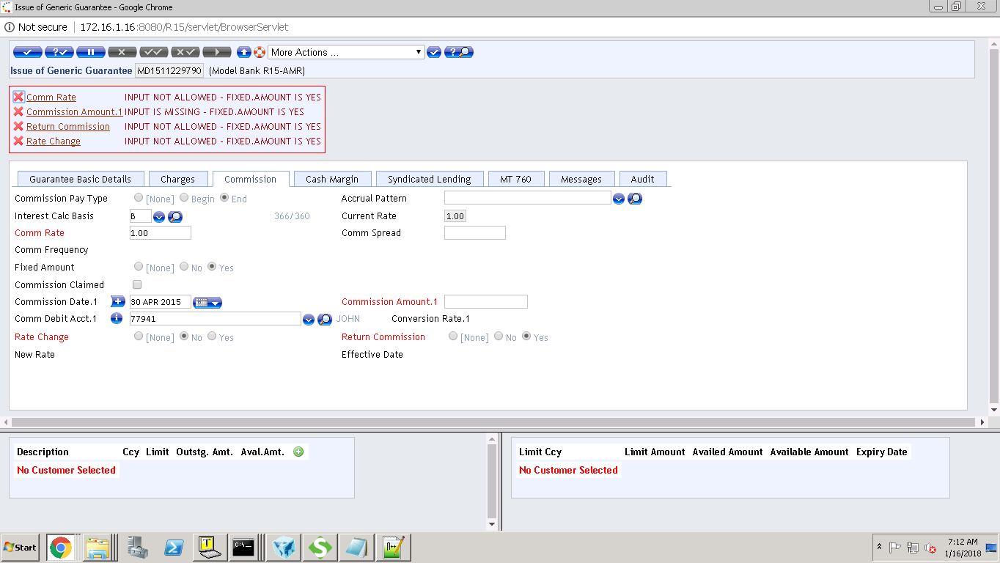 Issue of Generic Guarantee - Google Chrome
Not secure 172.16.1.16:8080/R15/servlet/BrowserServlet
More Actions ...
Issue of Generic Guarantee MD1511229790 (Model Bank R15-AMR)
Comm Rate INPUT NOT ALLOWED - FIXED.AMOUNT IS YES
Commission Amount.1 INPUT IS MISSING - FIXED.AMOUNT IS YES
Return Commission INPUT NOT ALLOWED - FIXED.AMOUNT IS YES
Rate Change INPUT NOT ALLOWED - FIXED.AMOUNT IS YES
Guarantee Basic Details Charges Commission Cash Margin Syndicated Lending MT 760 Messages Audit
Commission Pay Type [None] Begin End Accrual Pattern
Interest Calc Basis B 366/360 Current Rate 1.00
Comm Rate 1.00 Comm Spread
Comm Frequency
Fixed Amount [None] No Yes
Commission Claimed
Commission Date.1 30 APR 2015 Commission Amount.1
Comm Debit Acct.1 77941 JOHN Conversion Rate.1
Rate Change [None] No Yes Return Commission [None] No Yes
New Rate Effective Date
Description Ccy Limit Outstg. Amt. Aval.Amt. Limit Ccy Limit Amount Availed Amount Available Amount Expiry Date
No Customer Selected No Customer Selected
Start 7:12 AM
1/16/2018